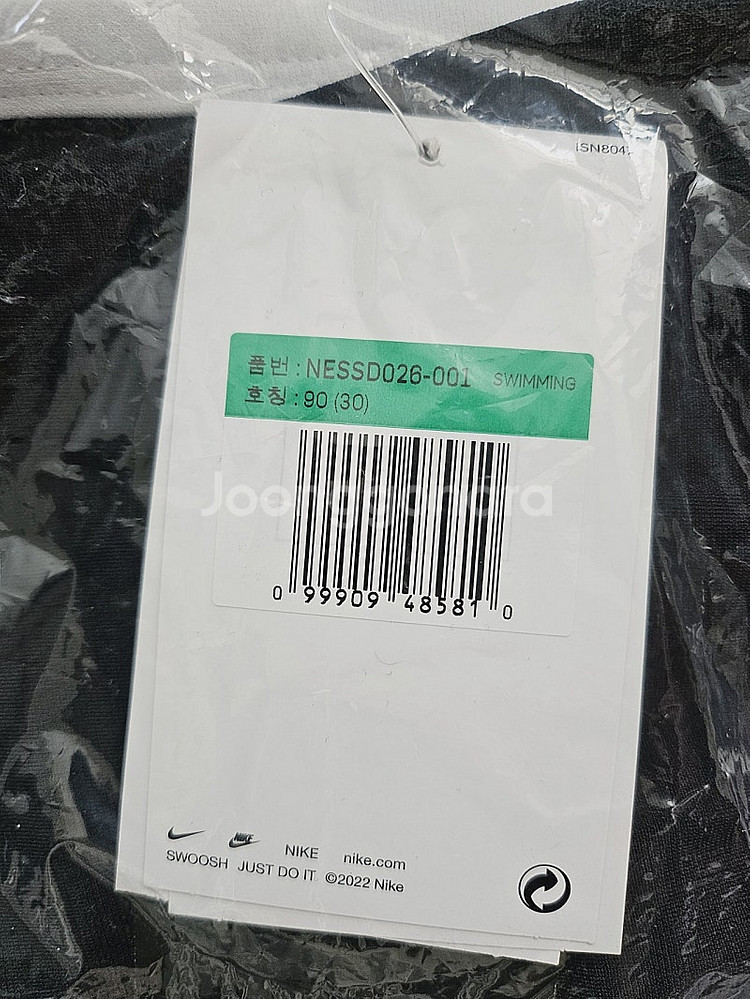 품번 : NESSD026-001 SWIMMING
호칭 : 90 (30)
Joonggonara
0 99909 48581 0
NIKE nike.com
SWOOSH JUST DO IT ©2022 Nike